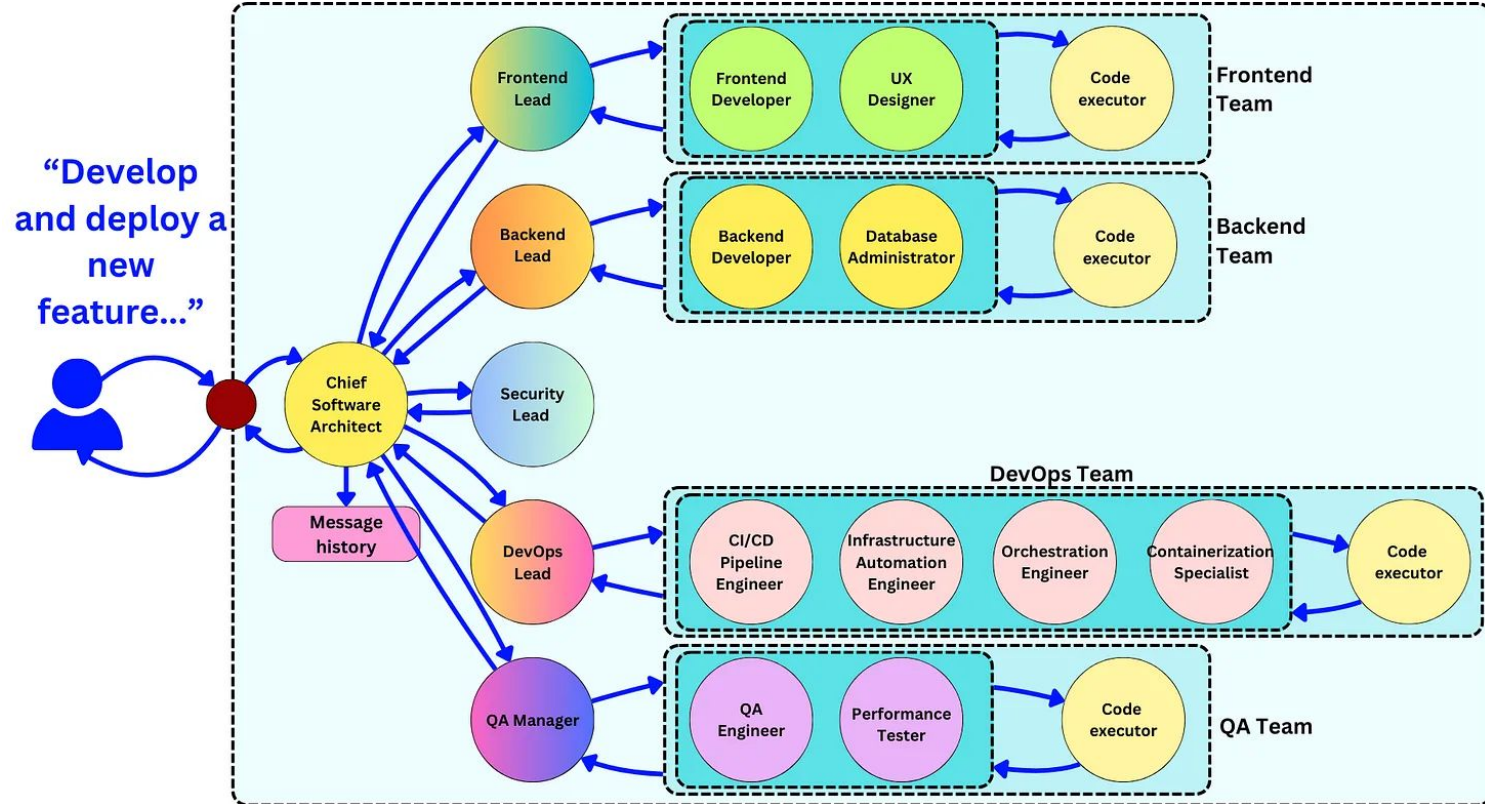 “Develop
and deploy a
new
feature...”
Chief
Software
Architect
Message
history
Frontend
Lead
Frontend
Developer
UX
Designer
Code
executor
Frontend
Team
Backend
Lead
Backend
Developer
Database
Administrator
Code
executor
Backend
Team
Security
Lead
DevOps Team
DevOps
Lead
CI/CD
Pipeline
Engineer
Infrastructure
Automation
Engineer
Orchestration
Engineer
Containerization
Specialist
Code
executor
QA Manager
QA
Engineer
Performance
Tester
Code
executor
QA Team